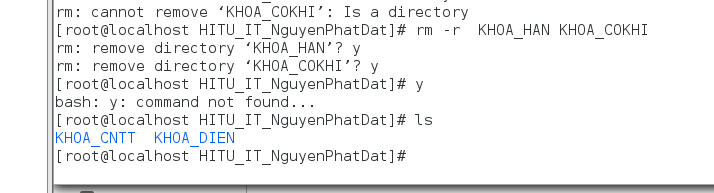 rm: cannot remove ‘KHOA_COKHI’: Is a directory
[root@localhost HITU_IT_NguyenPhatDat]# rm -r  KHOA_HAN KHOA_COKHI
rm: remove directory ‘KHOA_HAN’? y
rm: remove directory ‘KHOA_COKHI’? y
[root@localhost HITU_IT_NguyenPhatDat]# y
bash: y: command not found...
[root@localhost HITU_IT_NguyenPhatDat]# ls
KHOA_CNTT  KHOA_DIEN
[root@localhost HITU_IT_NguyenPhatDat]#